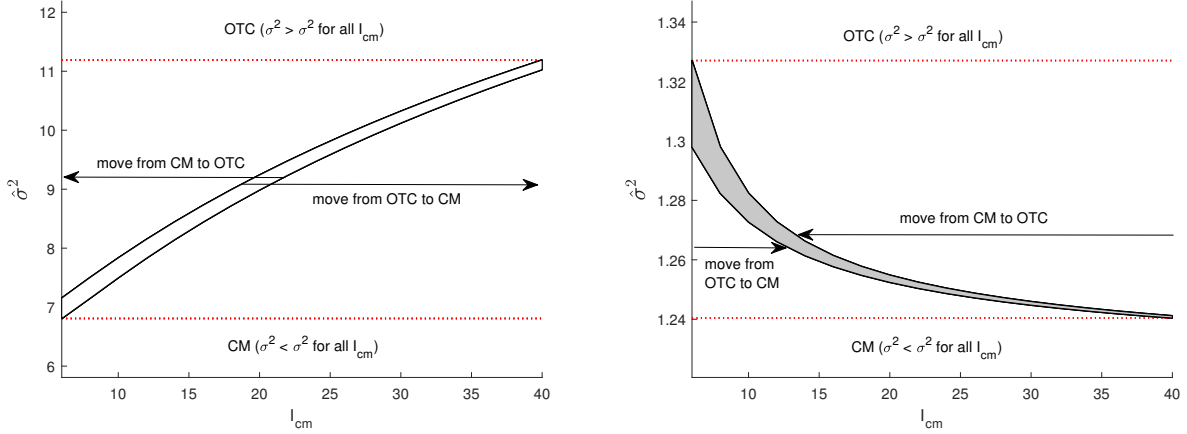 12
11
10
9
8
7
6
σ̂²
OTC (σ² > σ² for all I_cm)
move from CM to OTC
move from OTC to CM
CM (σ² < σ² for all I_cm)
10 15 20 25 30 35 40
I_cm
1.34
1.32
1.3
1.28
1.26
1.24
σ̂²
OTC (σ² > σ² for all I_cm)
move from CM to OTC
move from
OTC to CM
CM (σ² < σ² for all I_cm)
10 15 20 25 30 35 40
I_cm